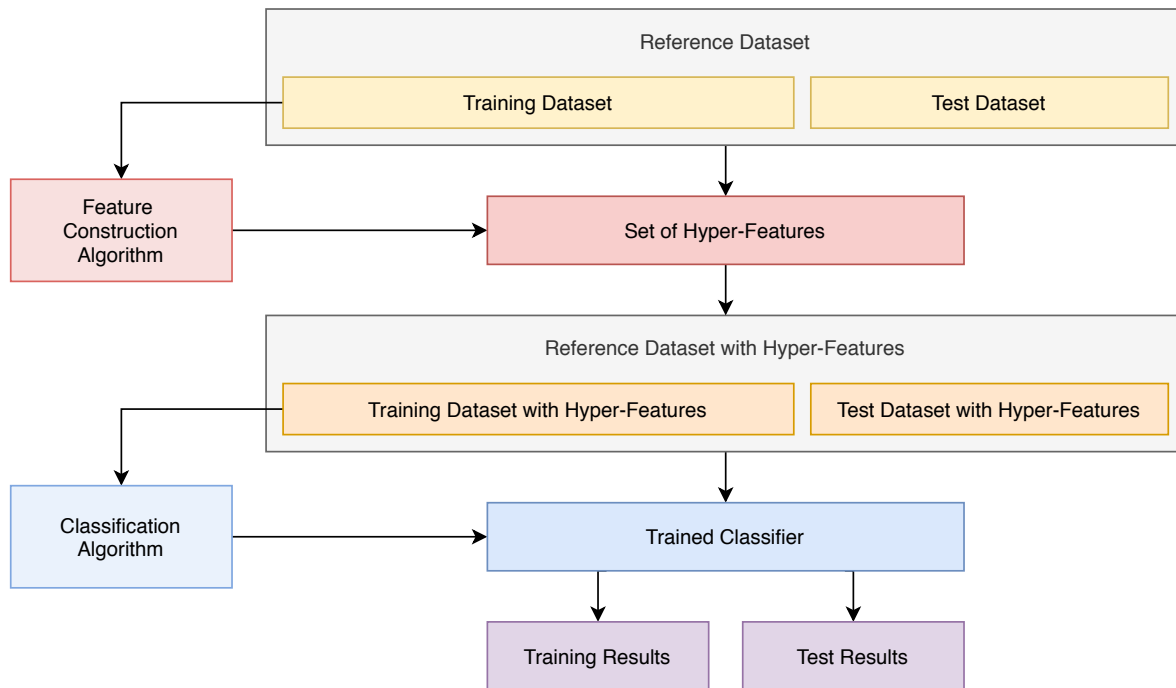 Reference Dataset
Training Dataset
Test Dataset
Feature
Construction
Algorithm
Set of Hyper-Features
Reference Dataset with Hyper-Features
Training Dataset with Hyper-Features
Test Dataset with Hyper-Features
Classification
Algorithm
Trained Classifier
Training Results
Test Results